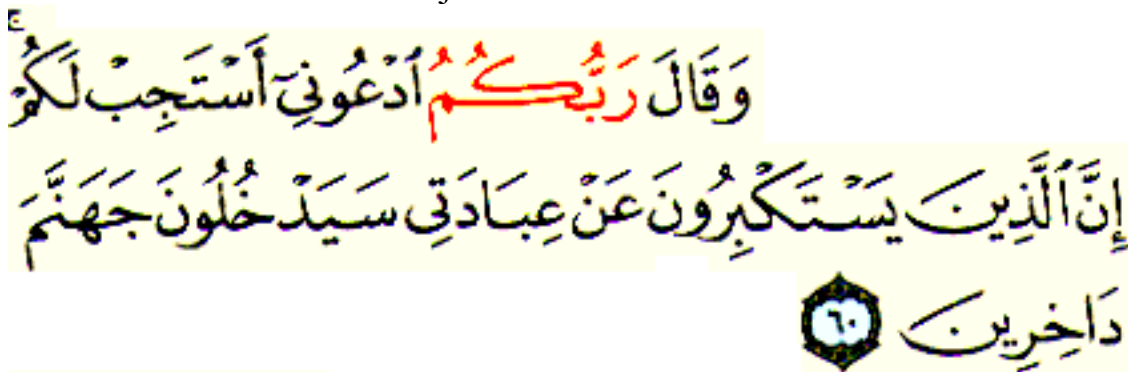 وَقَالَ رَبُّكُمُ ٱدْعُونِيٓ أَسْتَجِبْ لَكُمْۚ
إِنَّ ٱلَّذِينَ يَسْتَكْبِرُونَ عَنْ عِبَادَتِي سَيَدْخُلُونَ جَهَنَّمَ
دَاخِرِينَ ٦٠